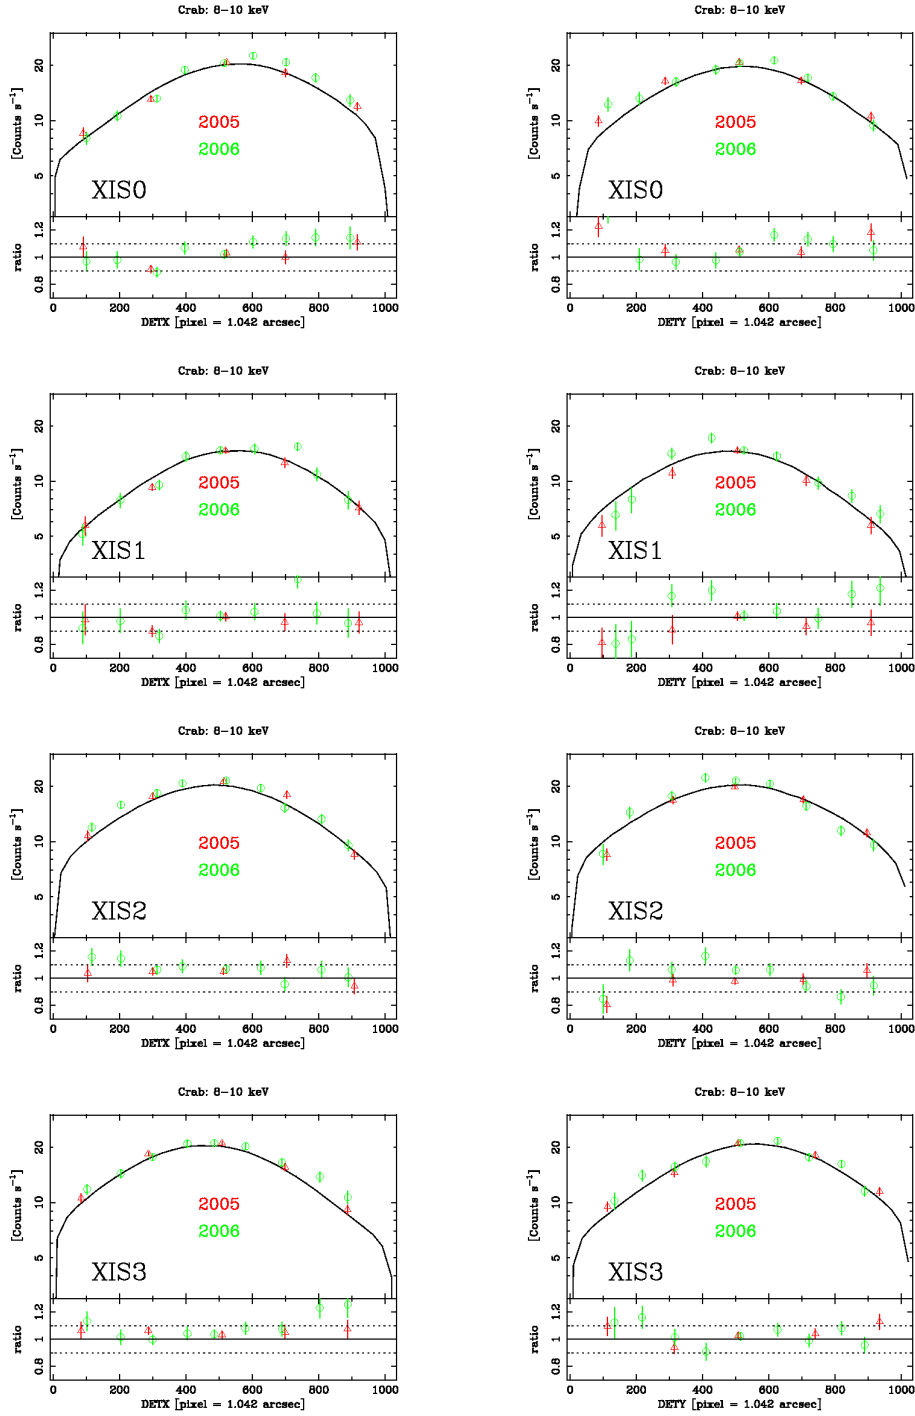 Crab: 8-10 keV
[Counts s⁻¹]
20
10
5
2005
2006
XIS0
ratio
1.2
1
0.8
0 200 400 600 800 1000
DETX [pixel = 1.042 arcsec]
Crab: 8-10 keV
[Counts s⁻¹]
20
10
5
2005
2006
XIS0
ratio
1.2
1
0.8
0 200 400 600 800 1000
DETY [pixel = 1.042 arcsec]
Crab: 8-10 keV
[Counts s⁻¹]
20
10
5
2005
2006
XIS1
ratio
1.2
1
0.8
0 200 400 600 800 1000
DETX [pixel = 1.042 arcsec]
Crab: 8-10 keV
[Counts s⁻¹]
20
10
5
2005
2006
XIS1
ratio
1.2
1
0.8
0 200 400 600 800 1000
DETY [pixel = 1.042 arcsec]
Crab: 8-10 keV
[Counts s⁻¹]
20
10
5
2005
2006
XIS2
ratio
1.2
1
0.8
0 200 400 600 800 1000
DETX [pixel = 1.042 arcsec]
Crab: 8-10 keV
[Counts s⁻¹]
20
10
5
2005
2006
XIS2
ratio
1.2
1
0.8
0 200 400 600 800 1000
DETY [pixel = 1.042 arcsec]
Crab: 8-10 keV
[Counts s⁻¹]
20
10
5
2005
2006
XIS3
ratio
1.2
1
0.8
0 200 400 600 800 1000
DETX [pixel = 1.042 arcsec]
Crab: 8-10 keV
[Counts s⁻¹]
20
10
5
2005
2006
XIS3
ratio
1.2
1
0.8
0 200 400 600 800 1000
DETY [pixel = 1.042 arcsec]